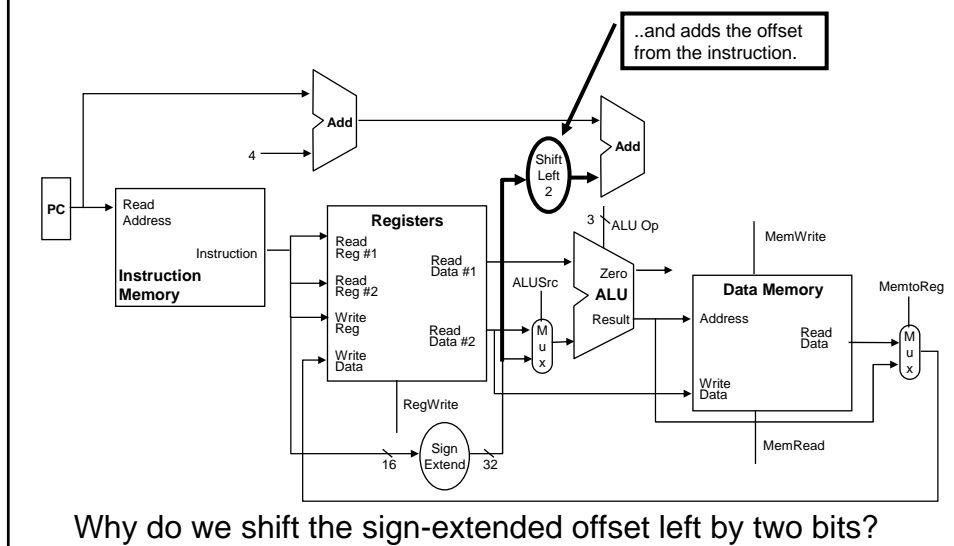 ..and adds the offset
from the instruction.
Add
4
Shift
Left
2
Add
PC
Read
Address
Instruction
Instruction
Memory
Registers
Read
Reg #1
Read
Reg #2
Write
Reg
Write
Data
Read
Data #1
Read
Data #2
RegWrite
16
Sign
Extend
32
ALUSrc
M
u
x
3
ALU Op
Zero
ALU
Result
MemWrite
Data Memory
Address
Read
Data
Write
Data
MemRead
MemtoReg
M
u
x
Why do we shift the sign-extended offset left by two bits?